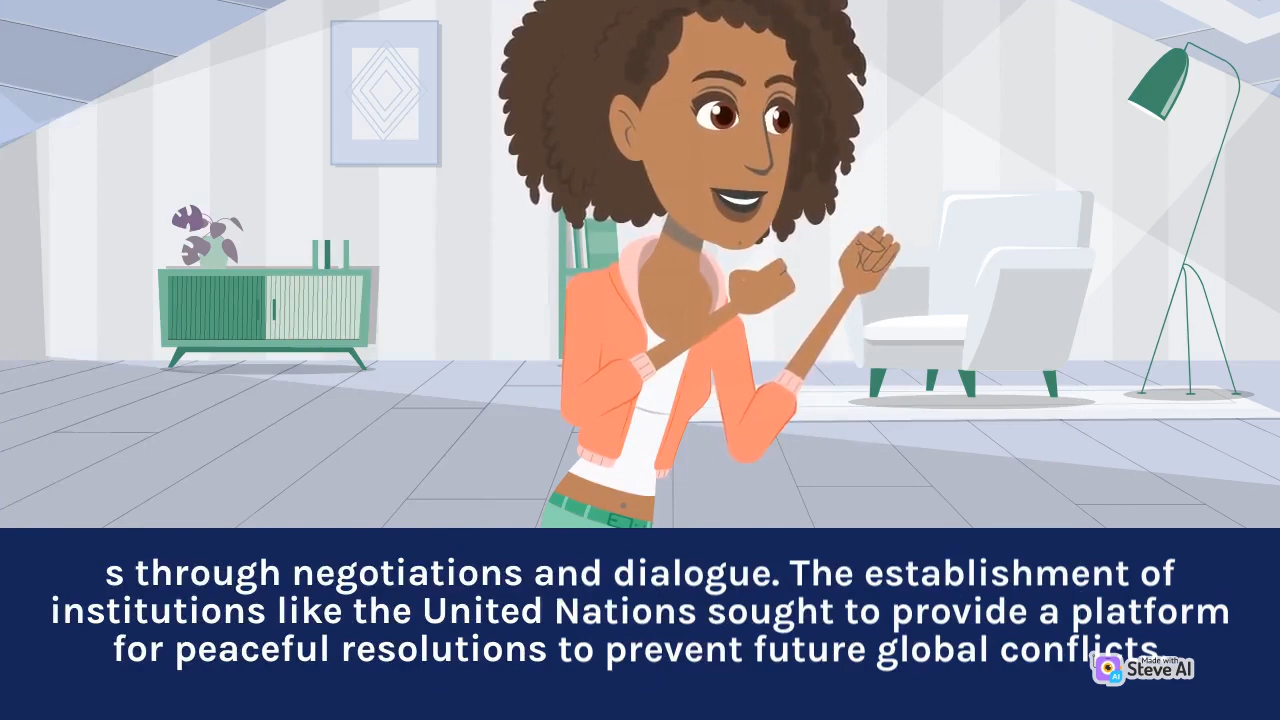 s through negotiations and dialogue. The establishment of
institutions like the United Nations sought to provide a platform
for peaceful resolutions to prevent future global conflicts.
Made with
Steve AI
AI